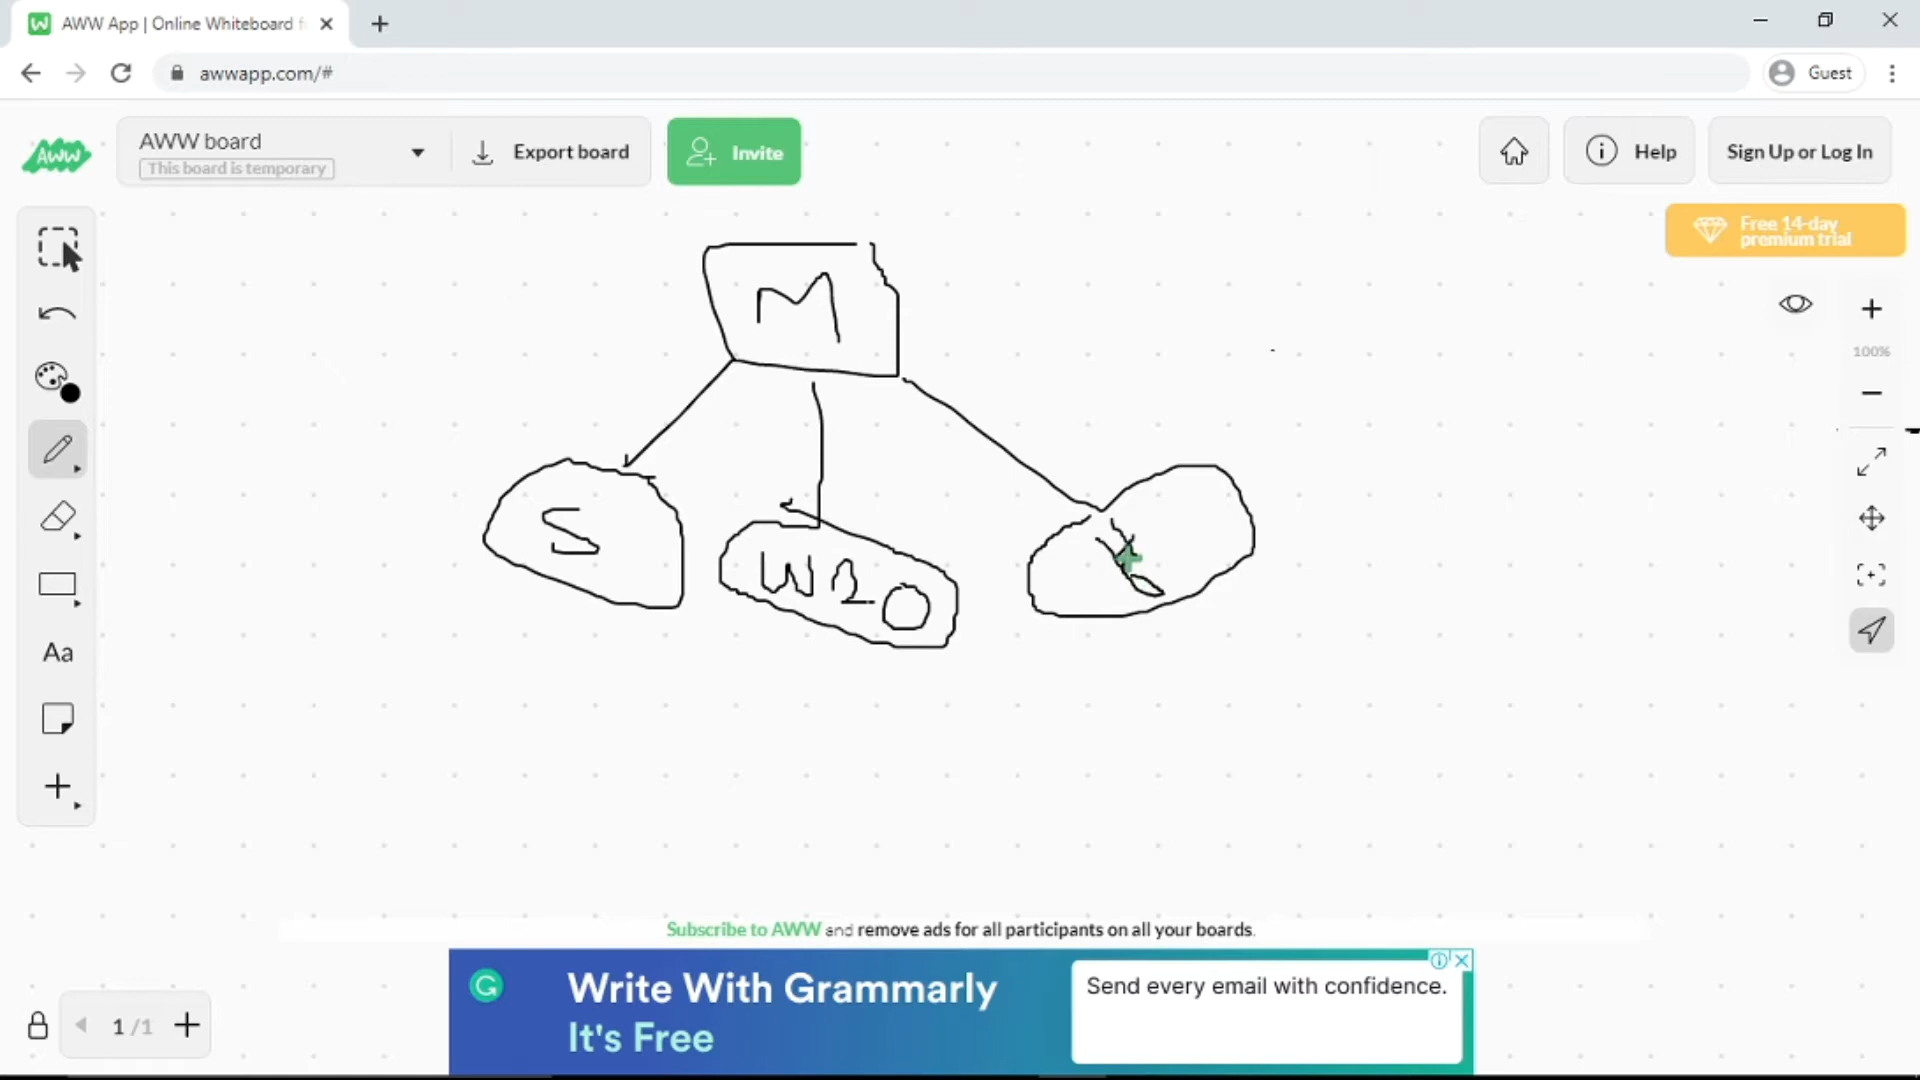 AWW App | Online Whiteboard f
awwapp.com/#
Guest
AWW
AWW board
This board is temporary
Export board
Invite
Help
Sign Up or Log In
Free 14-day
premium trial
100%
M
S
W20
Aa
Subscribe to AWW and remove ads for all participants on all your boards.
Write With Grammarly
It's Free
Send every email with confidence.
1 /1